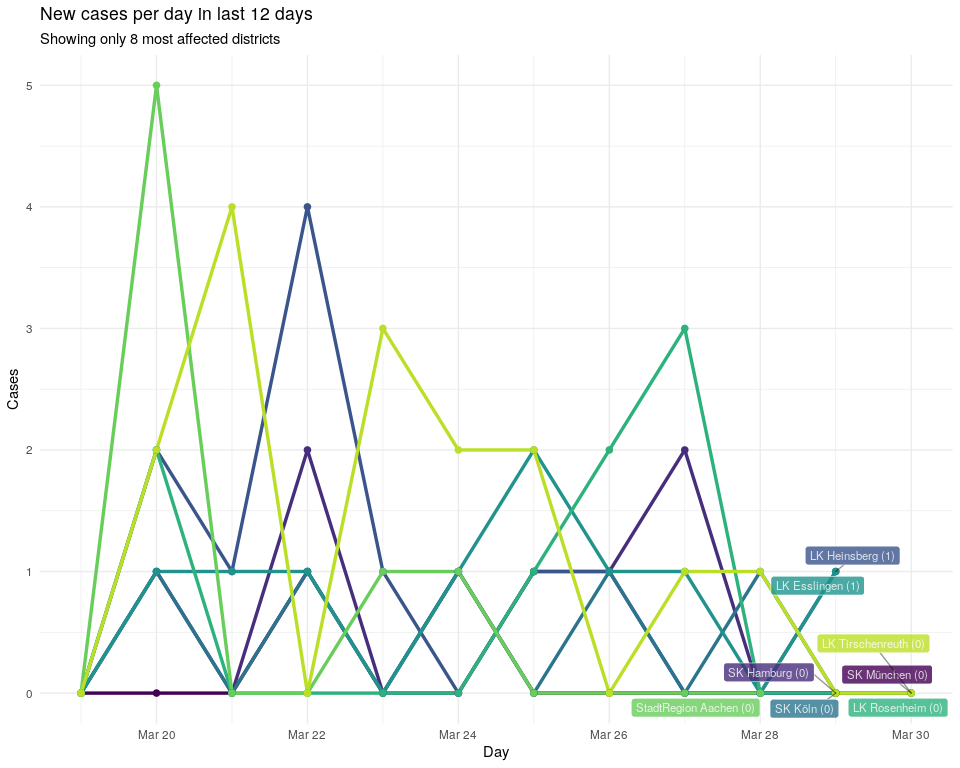 New cases per day in last 12 days
Showing only 8 most affected districts
5
4
3
2
1
0
Cases
LK Heinsberg (1)
LK Esslingen (1)
LK Tirschenreuth (0)
SK Hamburg (0)
SK München (0)
StadtRegion Aachen (0)
SK Köln (0)
LK Rosenheim (0)
Mar 20
Mar 22
Mar 24
Mar 26
Mar 28
Mar 30
Day